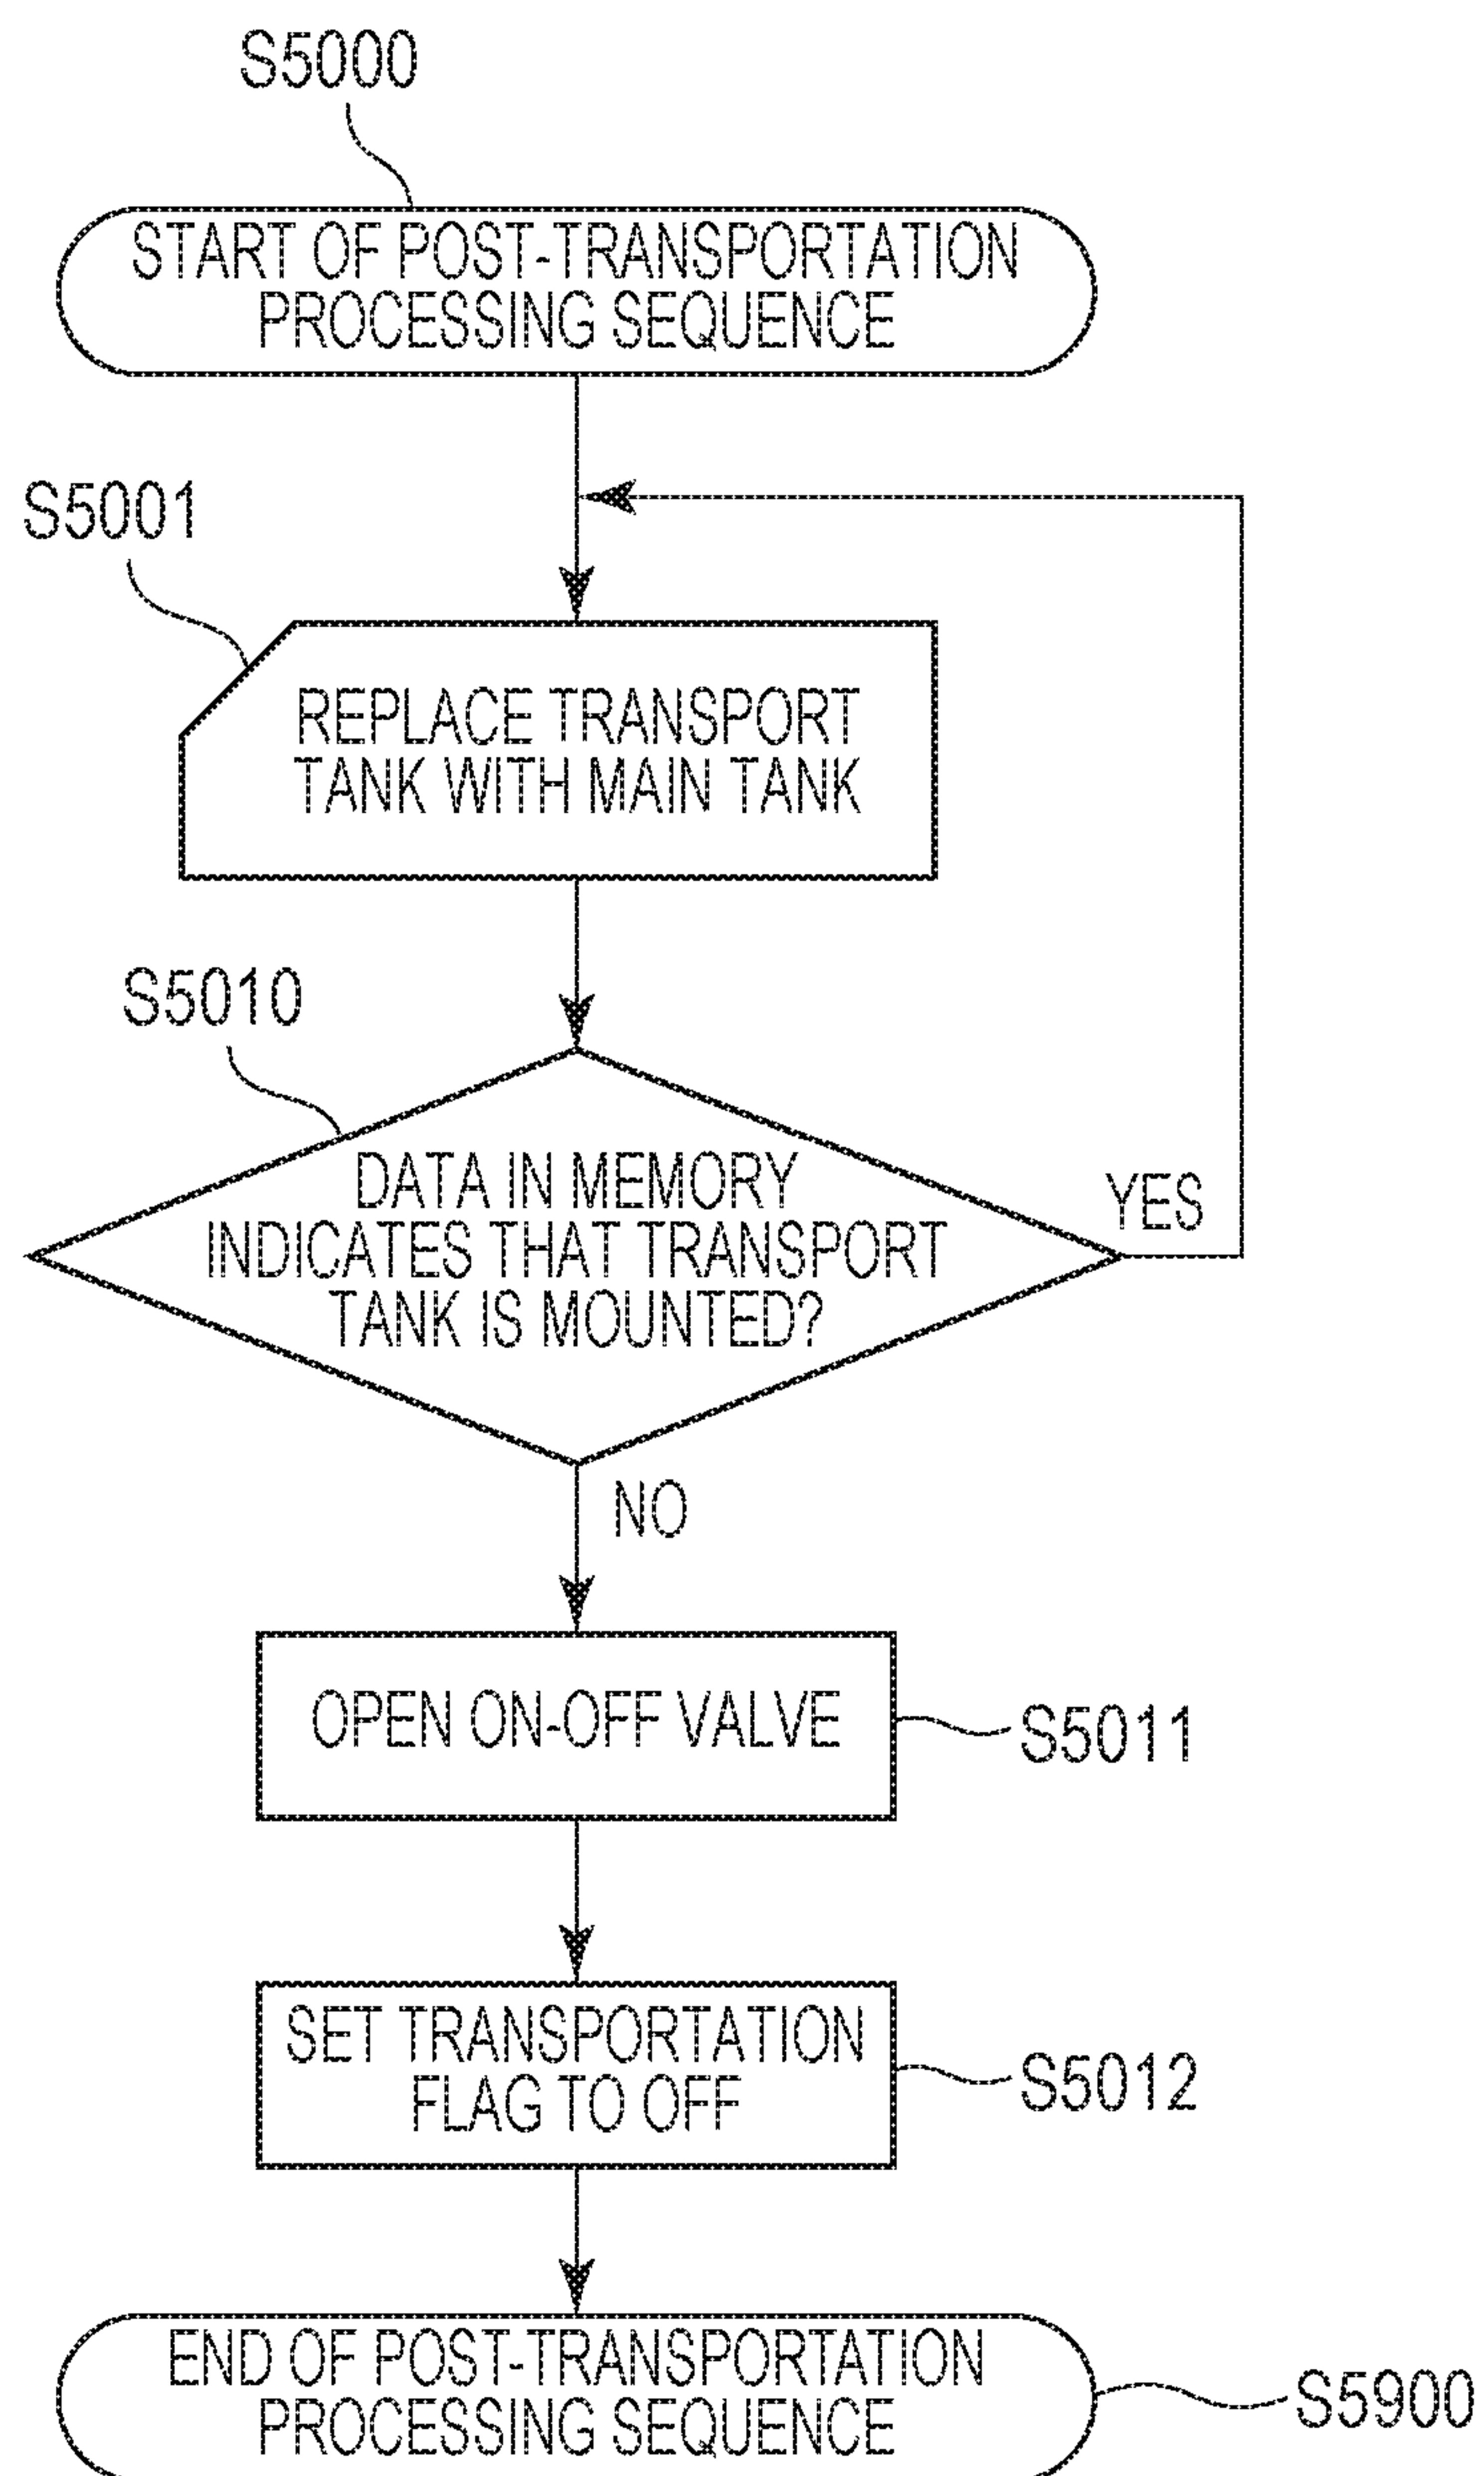 S5000
START OF POST-TRANSPORTATION
PROCESSING SEQUENCE
S5001
REPLACE TRANSPORT
TANK WITH MAIN TANK
S5010
DATA IN MEMORY
INDICATES THAT TRANSPORT
TANK IS MOUNTED?
YES
NO
OPEN ON-OFF VALVE
S5011
SET TRANSPORTATION
FLAG TO OFF
S5012
END OF POST-TRANSPORTATION
PROCESSING SEQUENCE
S5900